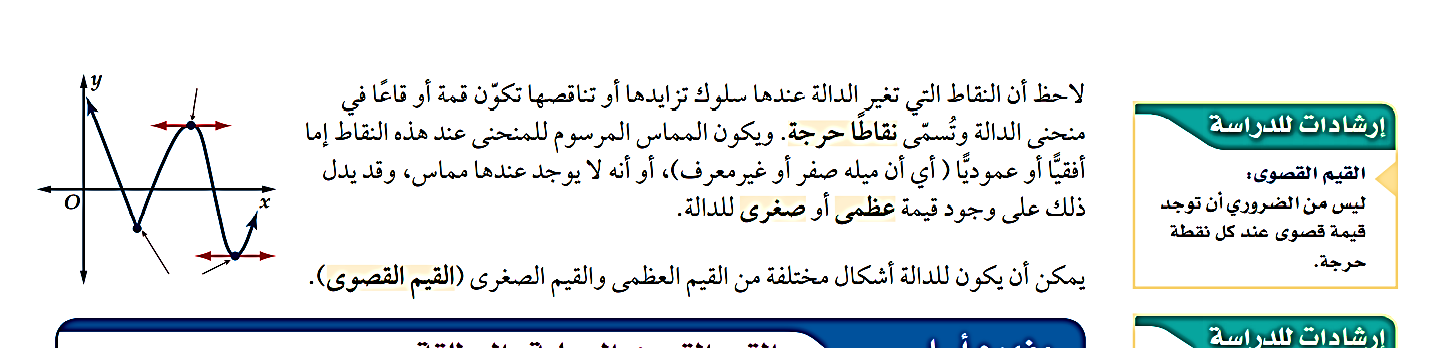 لاحظ أن النقاط التي تغير الدالة عندها سلوك تزايدها أو تناقصها تكوّن قمة أو قاعًا في
منحنى الدالة وتُسمّى نقاطًا حرجة. ويكون المماس المرسوم للمنحنى عند هذه النقاط إما
أفقيًّا أو عموديًّا ( أي أن ميله صفر أو غيرمعرف)، أو أنه لا يوجد عندها مماس، وقد يدل
ذلك على وجود قيمة عظمى أو صغرى للدالة.
يمكن أن يكون للدالة أشكال مختلفة من القيم العظمى والقيم الصغرى (القيم القصوى).
y
O
x
إرشادات للدراسة
القيم القصوى:
ليس من الضروري أن توجد
قيمة قصوى عند كل نقطة
حرجة.
إرشادات للدراسة